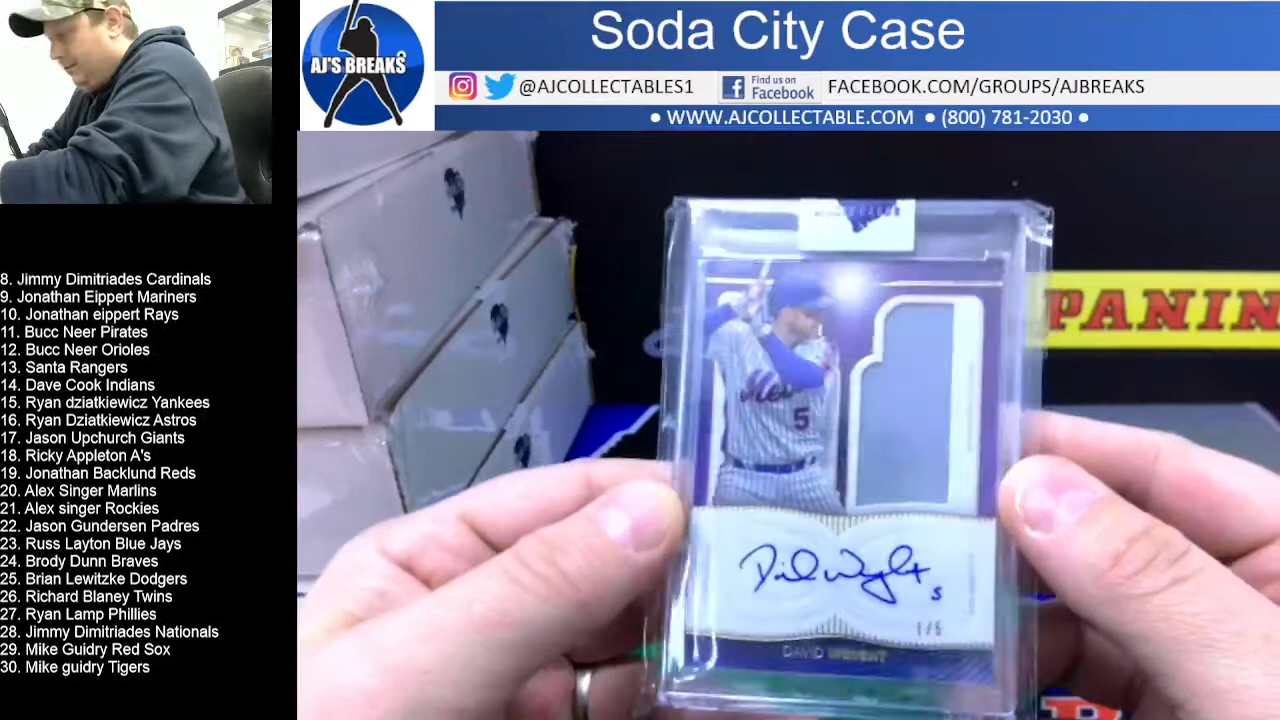 Soda City Case
AJ'S BREAKS
@AJCOLLECTABLES1
Find us on
Facebook
FACEBOOK.COM/GROUPS/AJBREAKS
• WWW.AJCOLLECTABLE.COM • (800) 781-2030 •
8. Jimmy Dimitriades Cardinals
9. Jonathan Eippert Mariners
10. Jonathan eippert Rays
11. Bucc Neer Pirates
12. Bucc Neer Orioles
13. Santa Rangers
14. Dave Cook Indians
15. Ryan dziatkiewicz Yankees
16. Ryan Dziatkiewicz Astros
17. Jason Upchurch Giants
18. Ricky Appleton A's
19. Jonathan Backlund Reds
20. Alex Singer Marlins
21. Alex singer Rockies
22. Jason Gundersen Padres
23. Russ Layton Blue Jays
24. Brody Dunn Braves
25. Brian Lewitzke Dodgers
26. Richard Blaney Twins
27. Ryan Lamp Phillies
28. Jimmy Dimitriades Nationals
29. Mike Guidry Red Sox
30. Mike guidry Tigers
PANINI
Mets
5
David Wright 5
DAVID WRIGHT